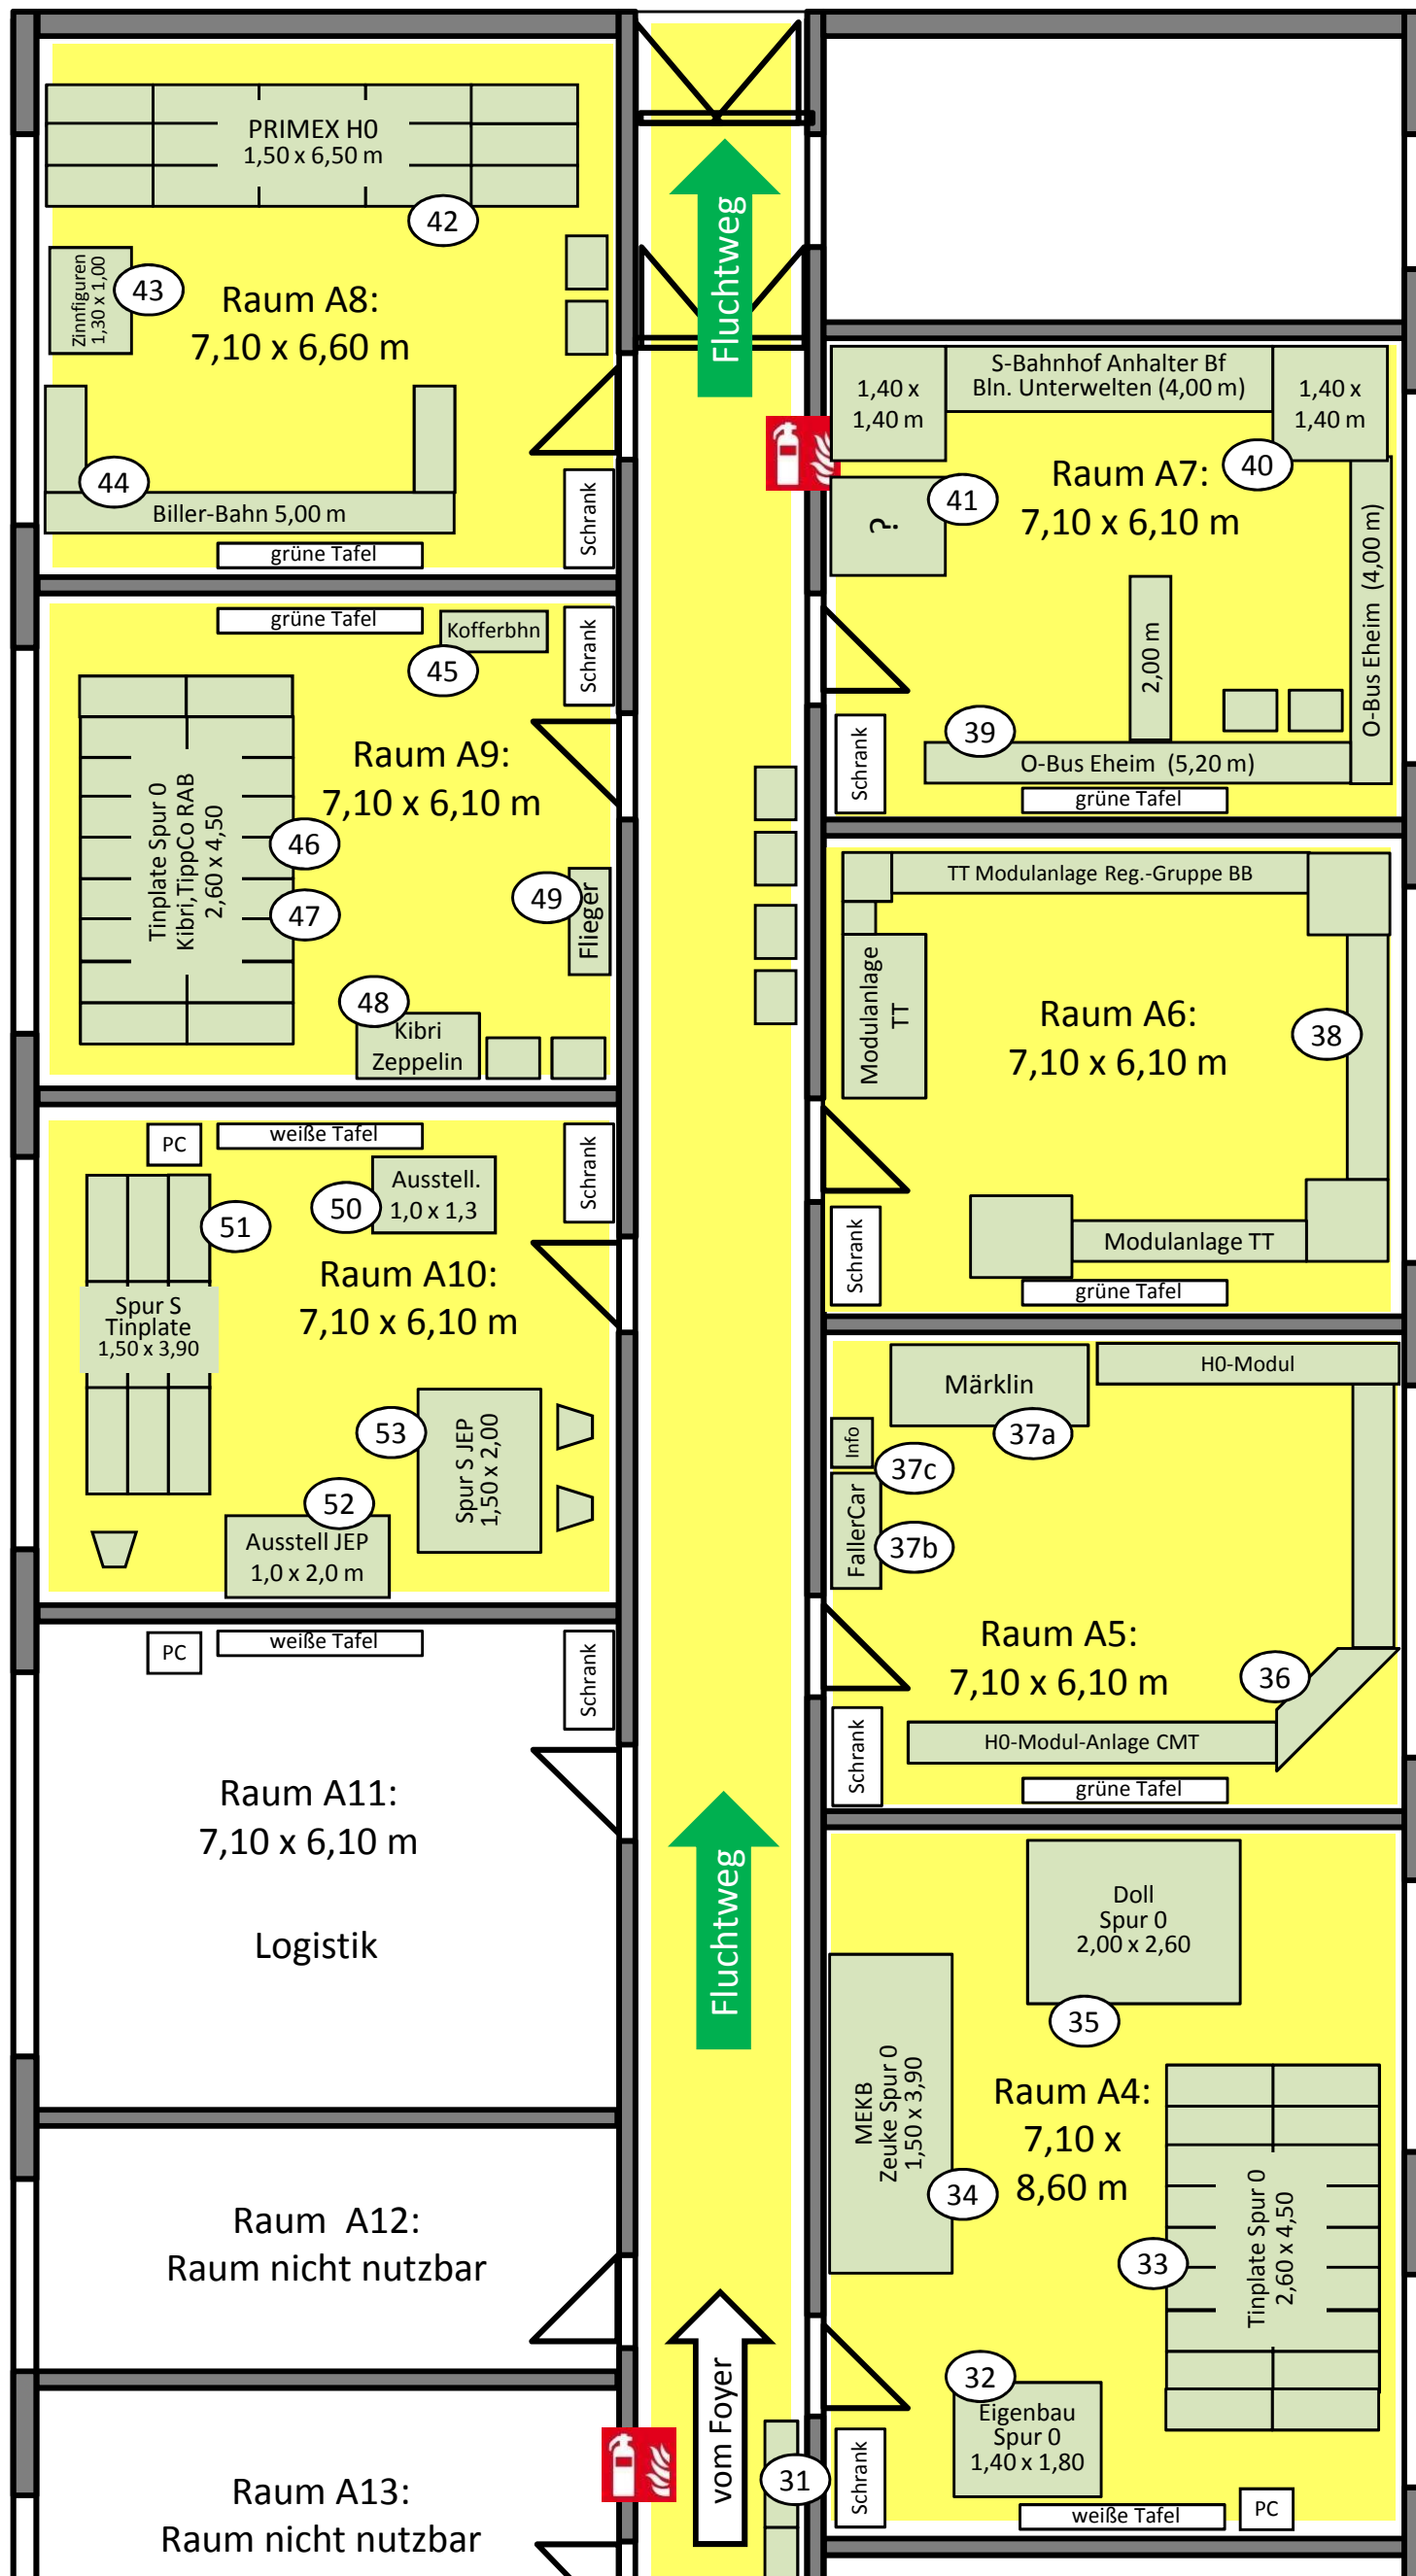 PRIMEX H0
1,50 x 6,50 m
42
Zinnfiguren
1,30 x 1,00
43
Raum A8:
7,10 x 6,60 m
44
Biller-Bahn 5,00 m
grüne Tafel
Schrank
Fluchtweg
S-Bahnhof Anhalter Bf
Bln. Unterwelten (4,00 m)
1,40 x
1,40 m
1,40 x
1,40 m
40
41
?
Raum A7:
7,10 x 6,10 m
O-Bus Eheim (4,00 m)
2,00 m
39
O-Bus Eheim (5,20 m)
Schrank
grüne Tafel
grüne Tafel
Kofferbhn
45
Schrank
Raum A9:
7,10 x 6,10 m
Tinplate Spur 0
Kibri,TippCo RAB
2,60 x 4,50
46
47
49
Flieger
48
Kibri
Zeppelin
TT Modulanlage Reg.-Gruppe BB
Modulanlage
TT
Raum A6:
7,10 x 6,10 m
38
Modulanlage TT
Schrank
grüne Tafel
PC
weiße Tafel
Schrank
Ausstell.
1,0 x 1,3
50
51
Raum A10:
7,10 x 6,10 m
Spur S
Tinplate
1,50 x 3,90
53
Spur S JEP
1,50 x 2,00
52
Ausstell JEP
1,0 x 2,0 m
Märklin
H0-Modul
37a
Info
37c
FallerCar
37b
Raum A5:
7,10 x 6,10 m
36
H0-Modul-Anlage CMT
Schrank
grüne Tafel
PC
weiße Tafel
Schrank
Raum A11:
7,10 x 6,10 m
Logistik
Fluchtweg
Doll
Spur 0
2,00 x 2,60
35
MEKB
Zeuke Spur 0
1,50 x 3,90
34
Raum A4:
7,10 x
8,60 m
Tinplate Spur 0
2,60 x 4,50
33
32
Eigenbau
Spur 0
1,40 x 1,80
Schrank
weiße Tafel
PC
Raum A12:
Raum nicht nutzbar
vom Foyer
31
Raum A13:
Raum nicht nutzbar